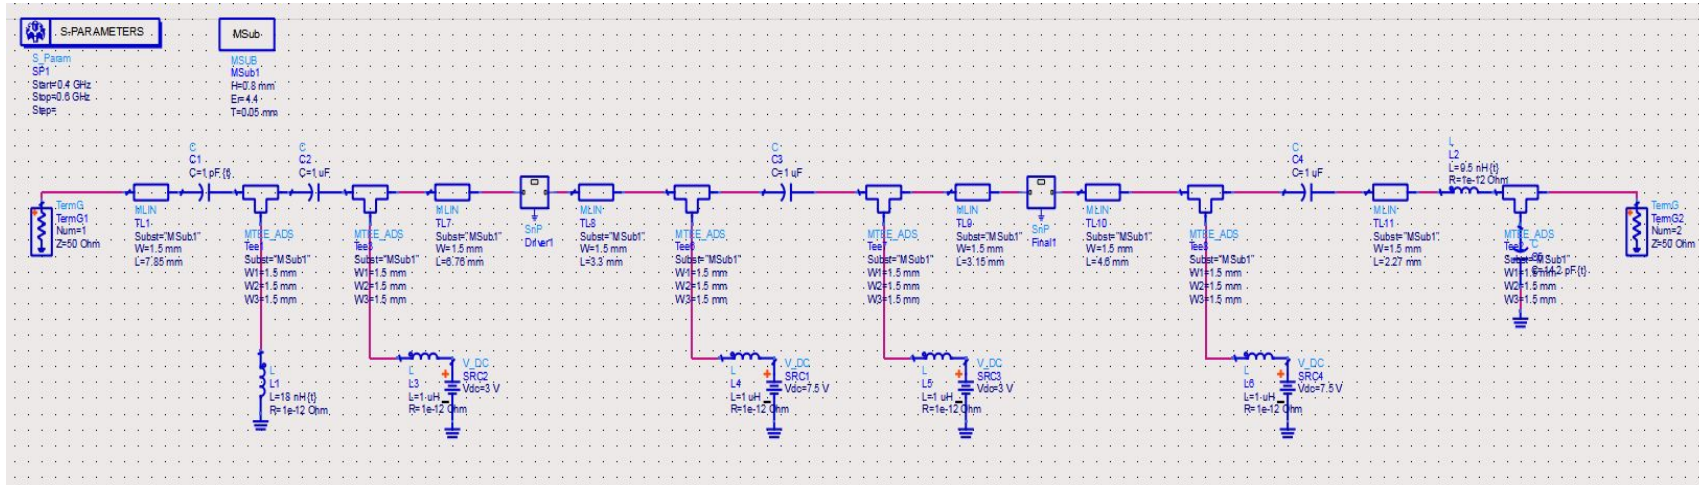 S-PARAMETERS
S_Param
SP1
Start=0.4 GHz
Stop=0.6 GHz
Step=
MSub
MSUB
MSub1
H=0.8 mm
Er=4.4
T=0.05 mm
TermG
TermG1
Num=1
Z=50 Ohm
MLIN
TL1
Subst="MSub1"
W=1.5 mm
L=7.85 mm
C
C1
C=1 pF {t}
MTEE_ADS
Subst="MSub1"
W1=1.5 mm
W2=1.5 mm
W3=1.5 mm
L
L1
L=18 nH {t}
R=1e-12 Ohm
C
C2
C=1 uF
MTEE_ADS
Subst="MSub1"
W1=1.5 mm
W2=1.5 mm
W3=1.5 mm
L
L3
L=1 uH
R=1e-12 Ohm
V_DC
SRC2
Vdc=3 V
MLIN
TL7
Subst="MSub1"
W=1.5 mm
L=6.76 mm
SnP
Driver1
MLIN
TL8
Subst="MSub1"
W=1.5 mm
L=3.3 mm
MTEE_ADS
Subst="MSub1"
W1=1.5 mm
W2=1.5 mm
W3=1.5 mm
L
L4
L=1 uH
R=1e-12 Ohm
V_DC
SRC1
Vdc=7.5 V
C
C3
C=1 uF
MTEE_ADS
Subst="MSub1"
W1=1.5 mm
W2=1.5 mm
W3=1.5 mm
L
L5
L=1 uH
R=1e-12 Ohm
V_DC
SRC3
Vdc=3 V
MLIN
TL9
Subst="MSub1"
W=1.5 mm
L=3.15 mm
SnP
Final1
MLIN
TL10
Subst="MSub1"
W=1.5 mm
L=4.6 mm
MTEE_ADS
Subst="MSub1"
W1=1.5 mm
W2=1.5 mm
W3=1.5 mm
L
L6
L=1 uH
R=1e-12 Ohm
V_DC
SRC4
Vdc=7.5 V
C
C4
C=1 uF
MLIN
TL11
Subst="MSub1"
W=1.5 mm
L=2.27 mm
L
L2
L=9.5 nH {t}
R=1e-12 Ohm
MTEE_ADS
Subst="MSub1"
W2=1.5 mm
W3=1.5 mm
C
TermG
TermG2
Num=2
Z=50 Ohm